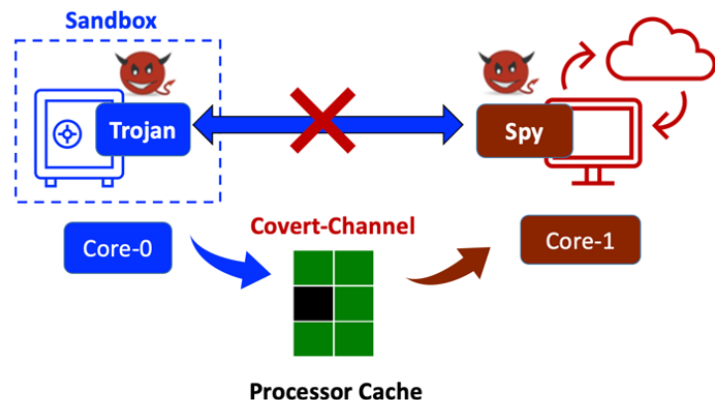 Sandbox
Trojan
Spy
Core-0
Covert-Channel
Core-1
Processor Cache